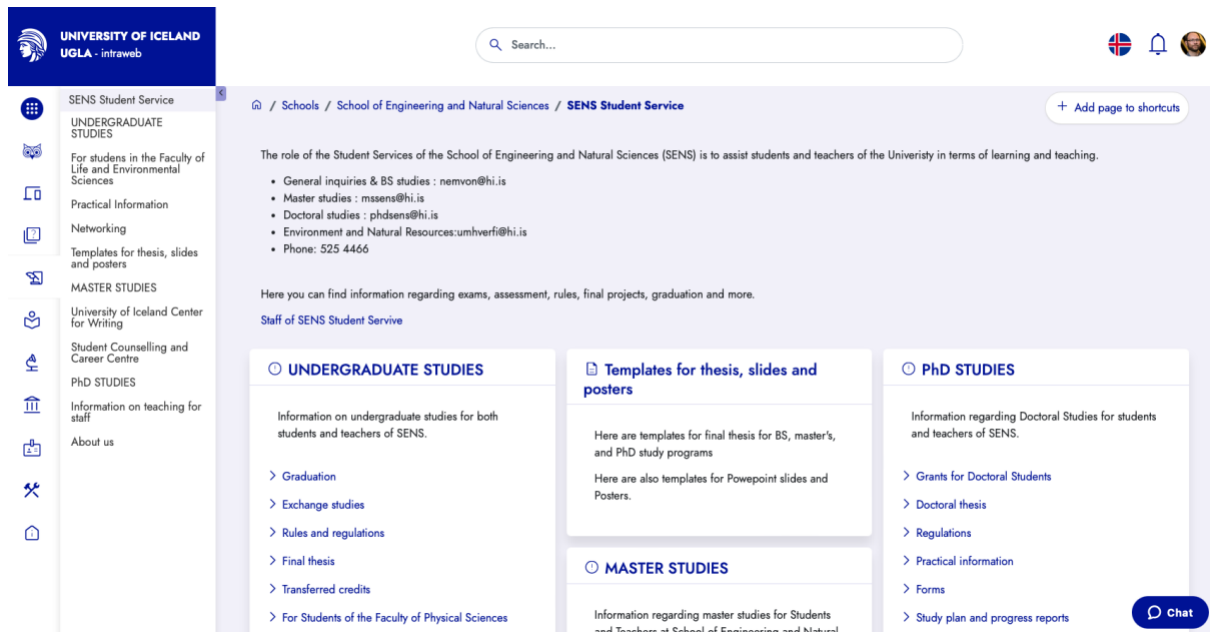 UNIVERSITY OF ICELAND
UGLA - intraweb
Search...
SENS Student Service
UNDERGRADUATE
STUDIES
For studens in the Faculty of
Life and Environmental
Sciences
Practical Information
Networking
Templates for thesis, slides
and posters
MASTER STUDIES
University of Iceland Center
for Writing
Student Counselling and
Career Centre
PhD STUDIES
Information on teaching for
staff
About us
/ Schools / School of Engineering and Natural Sciences / SENS Student Service
+ Add page to shortcuts
The role of the Student Services of the School of Engineering and Natural Sciences (SENS) is to assist students and teachers of the Univeristy in terms of learning and teaching.
• General inquiries & BS studies : nemvon@hi.is
• Master studies : mssens@hi.is
• Doctoral studies : phdsens@hi.is
• Environment and Natural Resources:umhverfi@hi.is
• Phone: 525 4466
Here you can find information regarding exams, assessment, rules, final projects, graduation and more.
Staff of SENS Student Servive
UNDERGRADUATE STUDIES
Information on undergraduate studies for both
students and teachers of SENS.
Graduation
Exchange studies
Rules and regulations
Final thesis
Transferred credits
For Students of the Faculty of Physical Sciences
Templates for thesis, slides and
posters
Here are templates for final thesis for BS, master's,
and PhD study programs
Here are also templates for Powepoint slides and
Posters.
MASTER STUDIES
Information regarding master studies for Students
and Teachers at School of Engineering and Natural
PhD STUDIES
Information regarding Doctoral Studies for students
and teachers of SENS.
Grants for Doctoral Students
Doctoral thesis
Regulations
Practical information
Forms
Study plan and progress reports
Chat